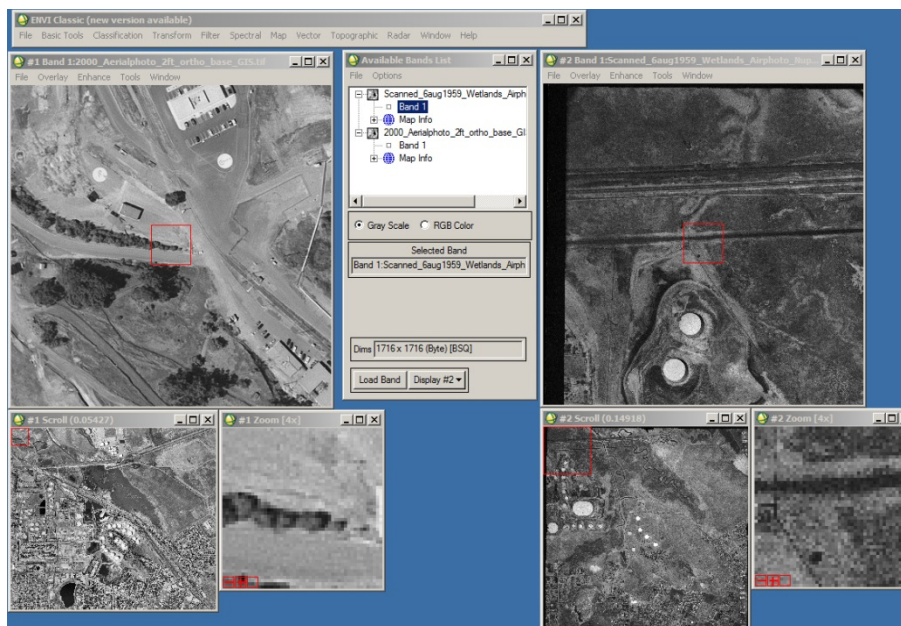 ENVI Classic (new version available)
File Basic Tools Classification Transform Filter Spectral Map Vector Topographic Radar Window Help
#1 Band 1:2000_Aerialphoto_2ft_ortho_base_GIS.tif
File Overlay Enhance Tools Window
Available Bands List
File Options
Scanned_6aug1959_Wetlands_Airph
Band 1
Map Info
2000_Aerialphoto_2ft_ortho_base_GI
Band 1
Map Info
Gray Scale RGB Color
Selected Band
Band 1:Scanned_6aug1959_Wetlands_Airph
Dims 1716 x 1716 (Byte) [BSQ]
Load Band Display #2
#2 Band 1:Scanned_6aug1959_Wetlands_Airphoto_Rup
File Overlay Enhance Tools Window
#1 Scroll (0.05427)
#1 Zoom [4x]
#2 Scroll (0.14918)
#2 Zoom [4x]